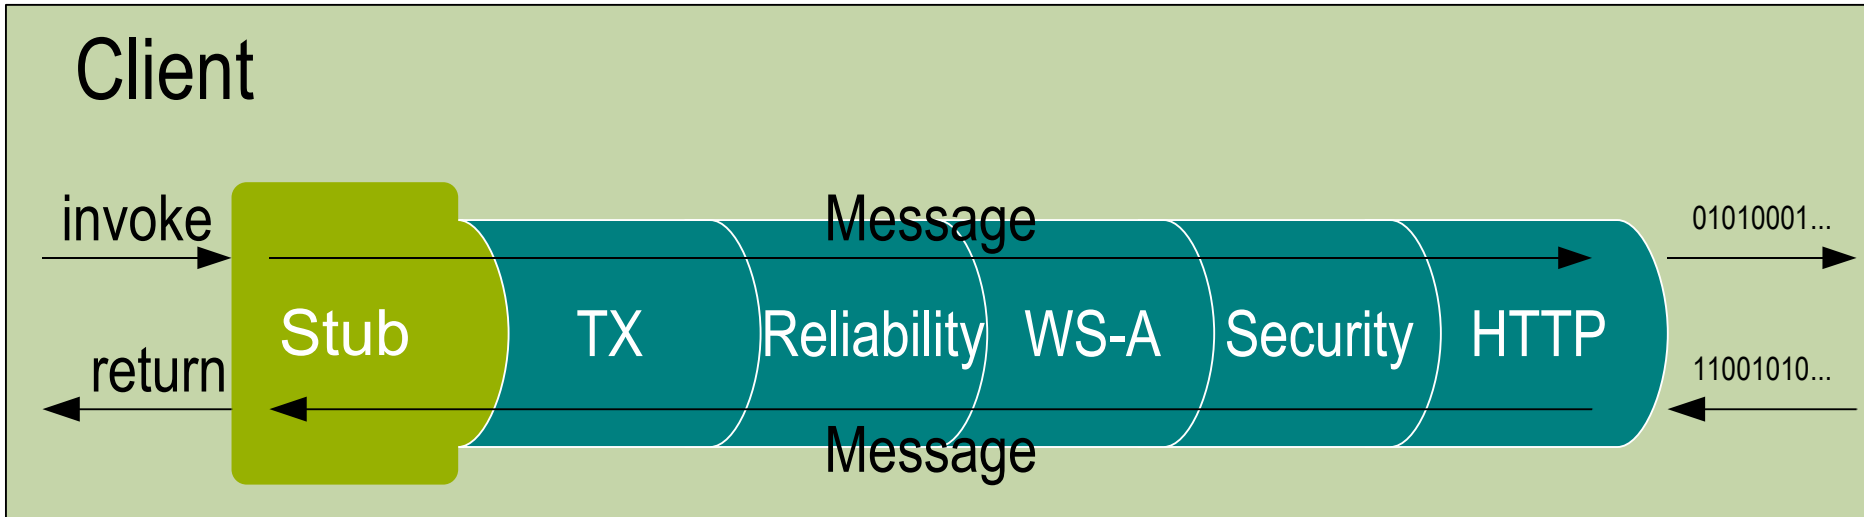 Client
invoke
Message
01010001...
Stub
TX
Reliability
WS-A
Security
HTTP
return
11001010...
Message